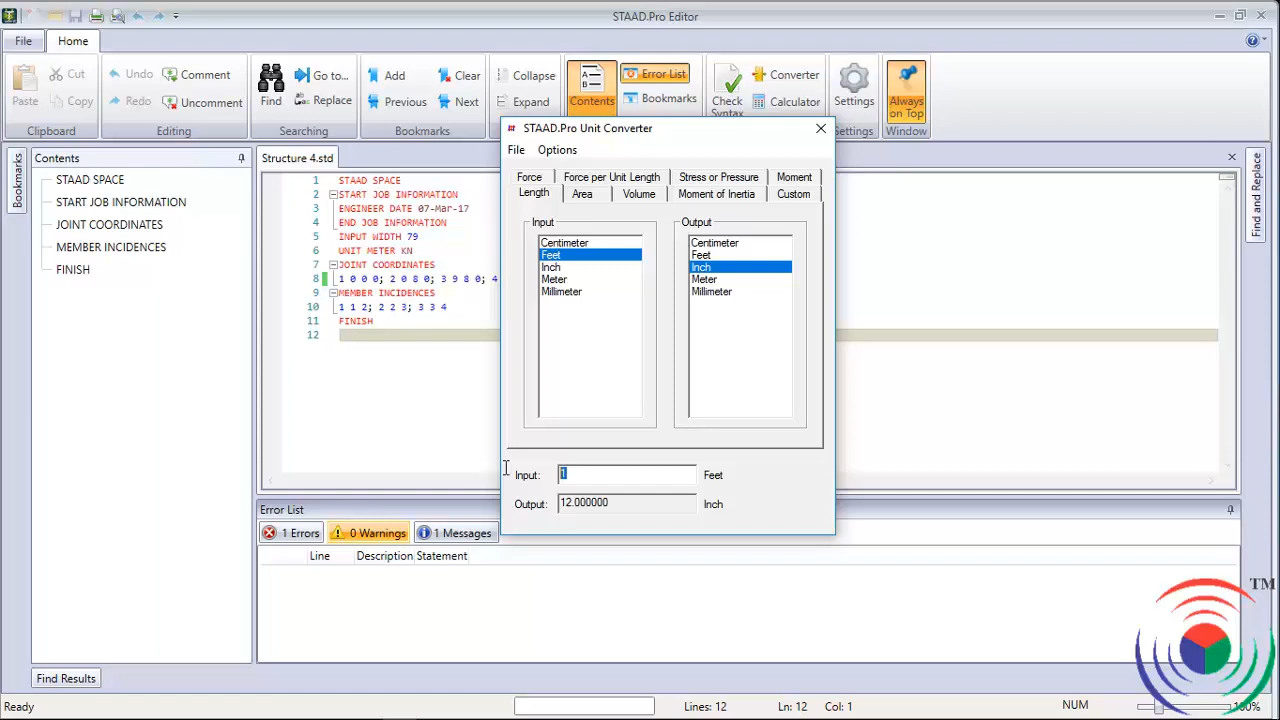 STAAD.Pro Editor
File
Home
Paste
Cut
Copy
Clipboard
Undo
Redo
Comment
Uncomment
Editing
Find
Go to...
Replace
Searching
Add
Clear
Previous
Next
Bookmarks
Collapse
Expand
A
B
Contents
Error List
Bookmarks
Check
Syntax
Converter
Calculator
Settings
Settings
Always
on Top
Window
Bookmarks
Contents
STAAD SPACE
START JOB INFORMATION
JOINT COORDINATES
MEMBER INCIDENCES
FINISH
Structure 4.std
1 STAAD SPACE
2 START JOB INFORMATION
3 ENGINEER DATE 07-Mar-17
4 END JOB INFORMATION
5 INPUT WIDTH 79
6 UNIT METER KN
7 JOINT COORDINATES
8 1 0 0 0; 2 0 8 0; 3 9 8 0; 4
9 MEMBER INCIDENCES
10 1 1 2; 2 2 3; 3 3 4
11 FINISH
12
STAAD.Pro Unit Converter
File Options
Force Force per Unit Length Stress or Pressure Moment
Length Area Volume Moment of Inertia Custom
Input
Centimeter
Feet
Inch
Meter
Millimeter
Output
Centimeter
Feet
Inch
Meter
Millimeter
Input: 1 Feet
Output: 12.000000 Inch
Find and Replace
Error List
1 Errors
0 Warnings
1 Messages
Line Description Statement
TM
Find Results
Ready
Lines: 12 Ln: 12 Col: 1 NUM 100%